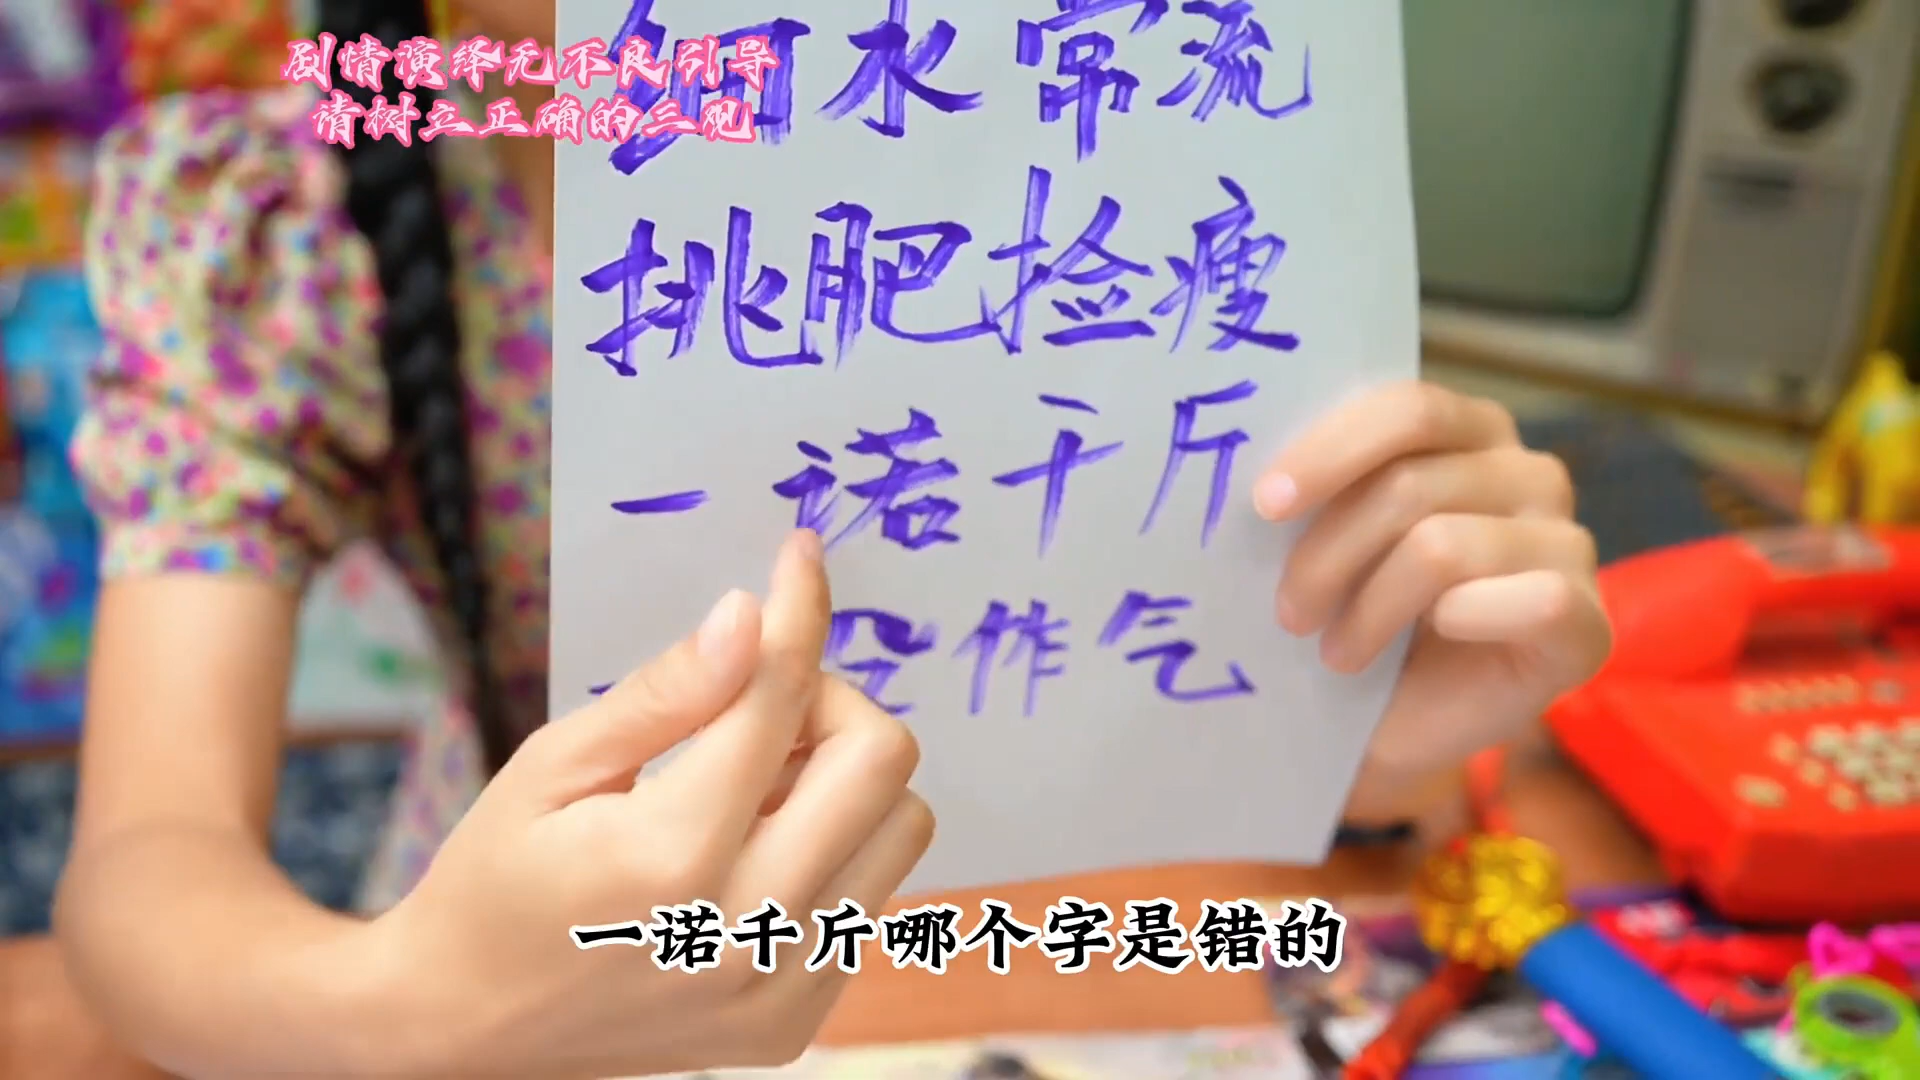 剧情演绎无不良引导
请树立正确的三观
细水常流
挑肥捡瘦
一诺千斤
作气
一诺千斤哪个字是错的